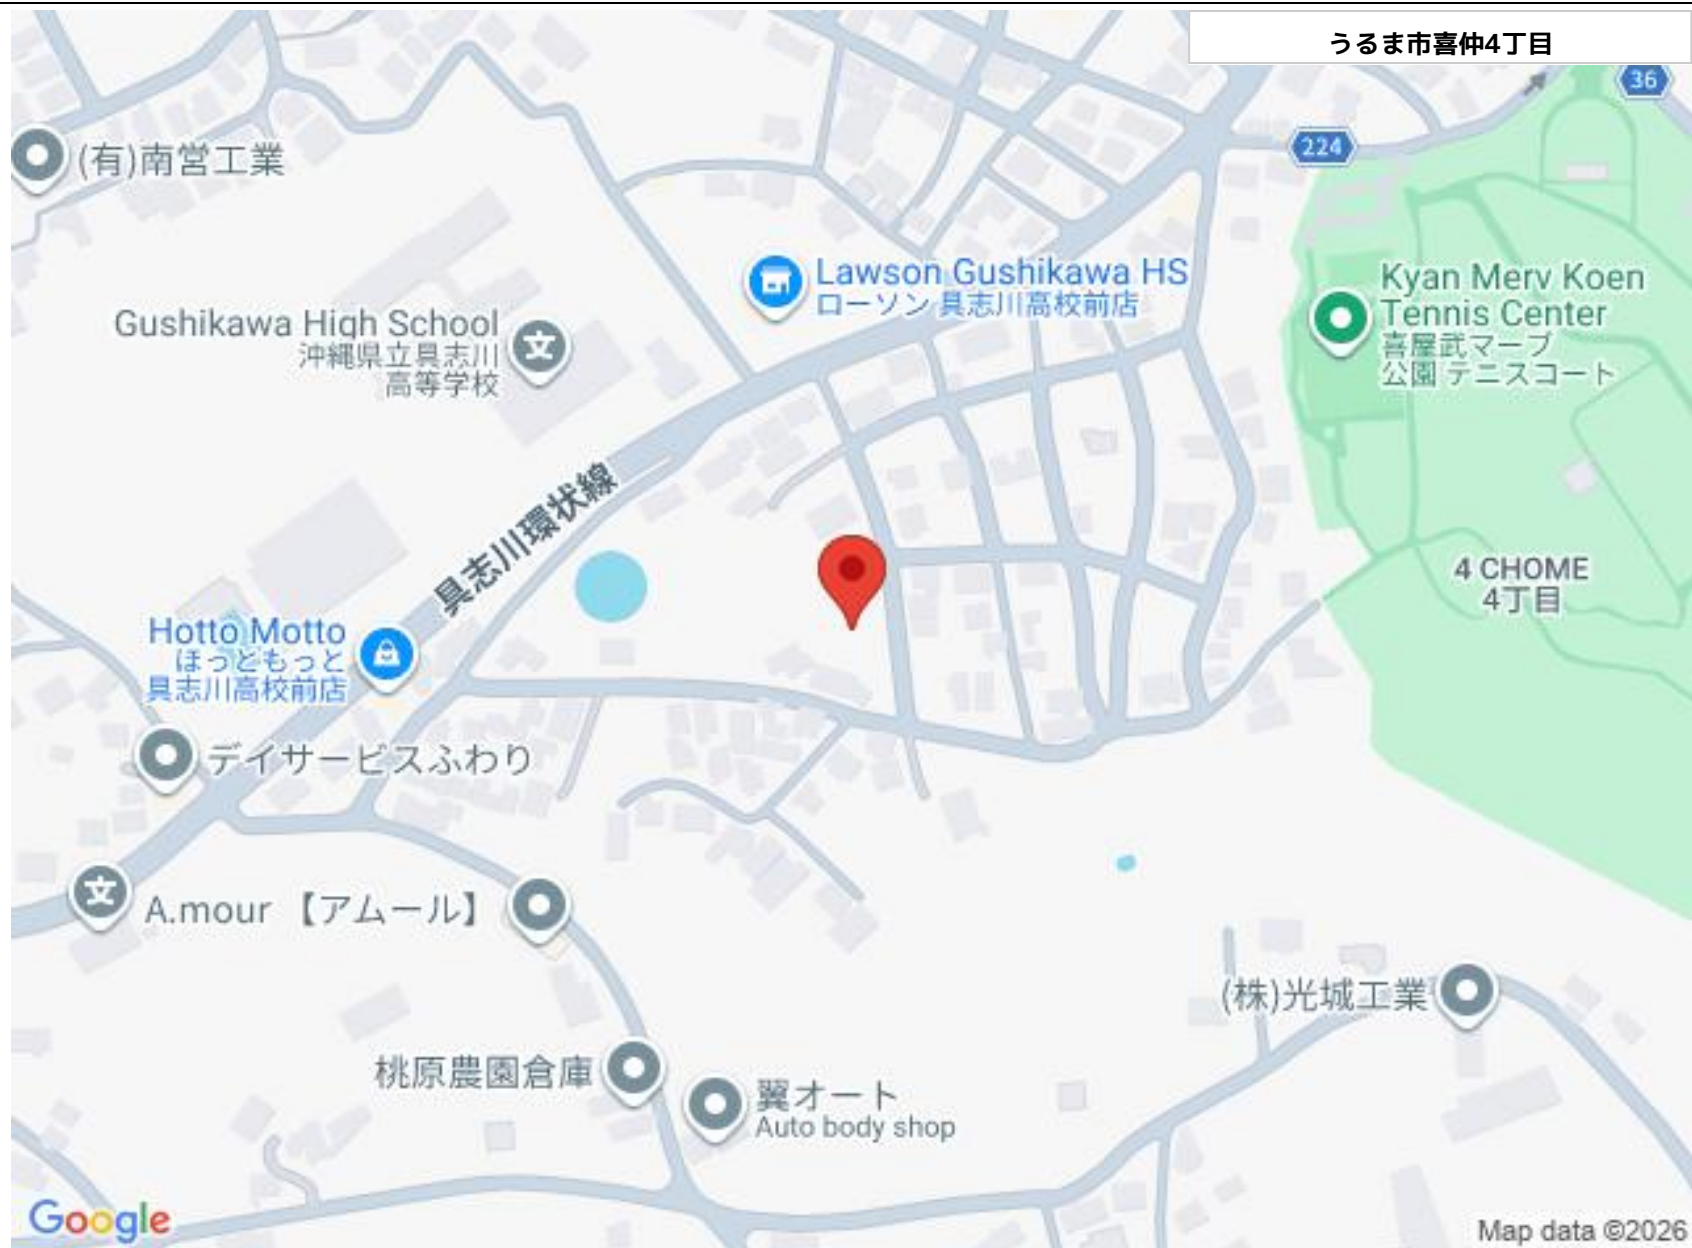 うるま市喜仲4丁目
36
224
(有)南営工業
Lawson Gushikawa HS
ローソン 具志川高校前店
Kyan Merv Koen
Tennis Center
喜屋武マーブ
公園 テニスコート
Gushikawa High School
沖縄県立具志川
高等学校
具志川環状線
4 CHOME
4丁目
Hotto Motto
ほっともっと
具志川高校前店
デイサービスふわり
A.mour 【アムール】
(株)光城工業
桃原農園倉庫
翼オート
Auto body shop
Google
Map data ©2026